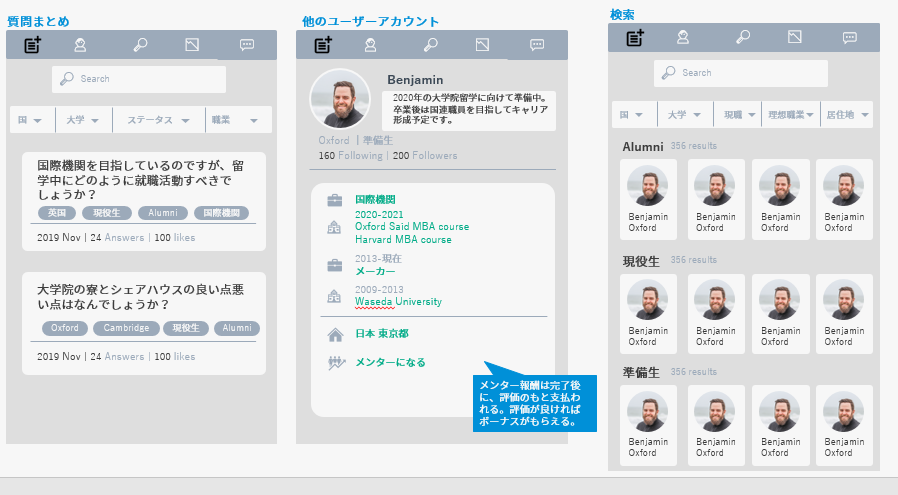 質問まとめ
Search
国
大学
ステータス
職業
国際機関を目指しているのですが、留
学中にどのように就職活動すべきで
しょうか？
英国
現役生
Alumni
国際機関
2019 Nov | 24 Answers | 100 likes
大学院の寮とシェアハウスの良い点悪
い点はなんでしょうか？
Oxford
Cambridge
現役生
Alumni
2019 Nov | 24 Answers | 100 likes
他のユーザーアカウント
Benjamin
2020年の大学院留学に向けて準備中。
卒業後は国連職員を目指してキャリア
形成予定です。
Oxford | 準備生
160 Following | 200 Followers
国際機関
2020-2021
Oxford Said MBA course
Harvard MBA course
2013-現在
メーカー
2009-2013
Waseda University
日本 東京都
メンターになる
メンター報酬は完了後
に、評価のもと支払わ
れる。評価が良ければ
ボーナスがもらえる。
検索
Search
国
大学
現職
理想職業
居住地
Alumni 356 results
Benjamin
Oxford
Benjamin
Oxford
Benjamin
Oxford
Benjamin
Oxford
現役生 356 results
Benjamin
Oxford
Benjamin
Oxford
Benjamin
Oxford
Benjamin
Oxford
準備生 356 results
Benjamin
Oxford
Benjamin
Oxford
Benjamin
Oxford
Benjamin
Oxford